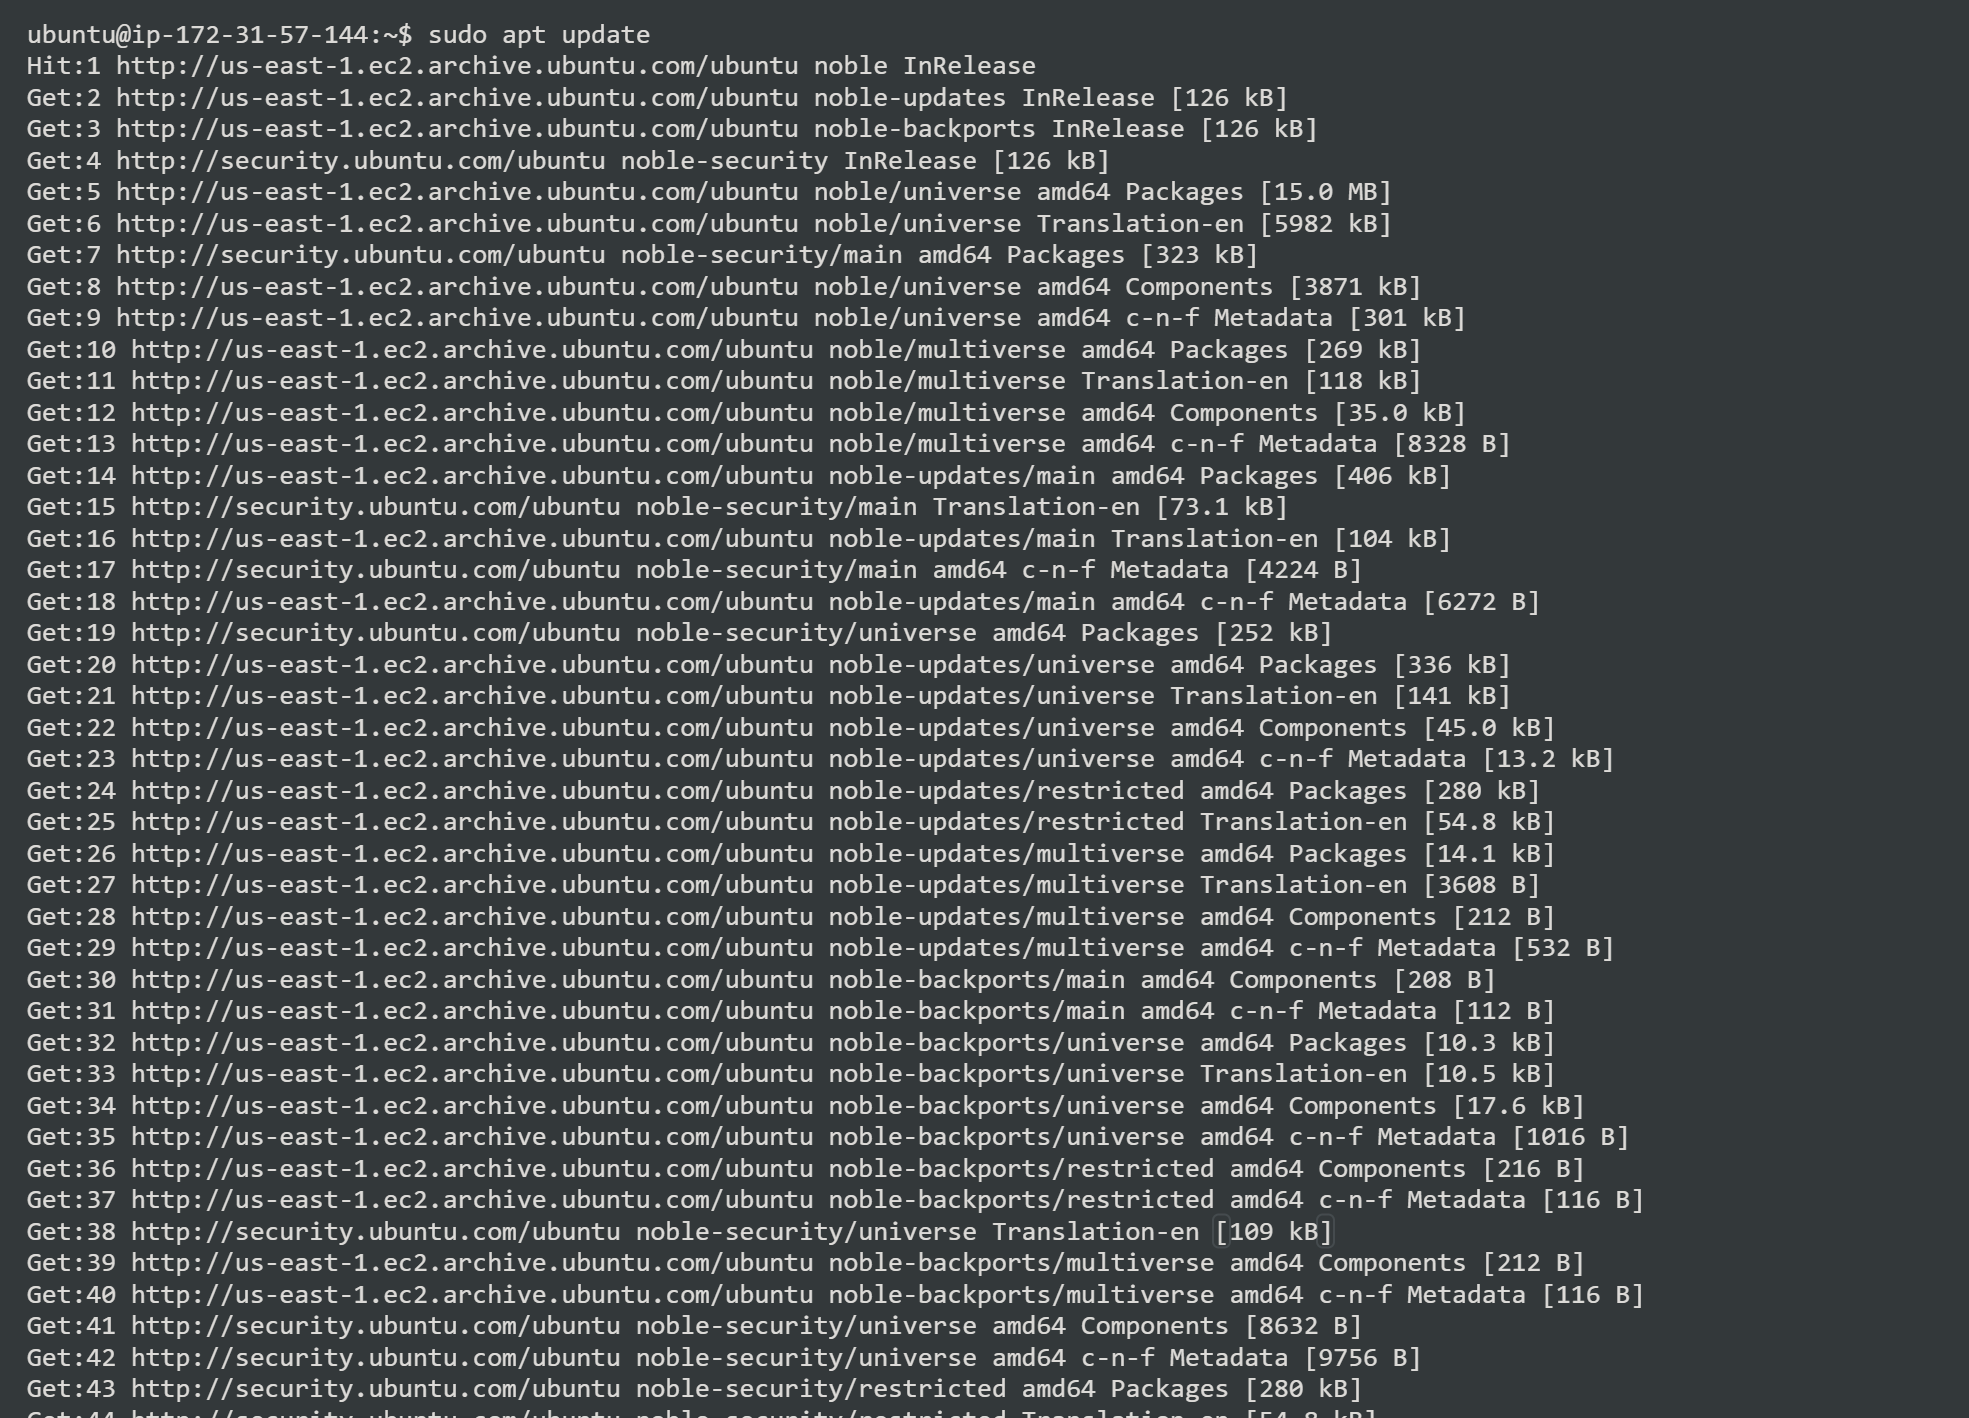 ubuntu@ip-172-31-57-144:~$ sudo apt update
Hit:1 http://us-east-1.ec2.archive.ubuntu.com/ubuntu noble InRelease
Get:2 http://us-east-1.ec2.archive.ubuntu.com/ubuntu noble-updates InRelease [126 kB]
Get:3 http://us-east-1.ec2.archive.ubuntu.com/ubuntu noble-backports InRelease [126 kB]
Get:4 http://security.ubuntu.com/ubuntu noble-security InRelease [126 kB]
Get:5 http://us-east-1.ec2.archive.ubuntu.com/ubuntu noble/universe amd64 Packages [15.0 MB]
Get:6 http://us-east-1.ec2.archive.ubuntu.com/ubuntu noble/universe Translation-en [5982 kB]
Get:7 http://security.ubuntu.com/ubuntu noble-security/main amd64 Packages [323 kB]
Get:8 http://us-east-1.ec2.archive.ubuntu.com/ubuntu noble/universe amd64 Components [3871 kB]
Get:9 http://us-east-1.ec2.archive.ubuntu.com/ubuntu noble/universe amd64 c-n-f Metadata [301 kB]
Get:10 http://us-east-1.ec2.archive.ubuntu.com/ubuntu noble/multiverse amd64 Packages [269 kB]
Get:11 http://us-east-1.ec2.archive.ubuntu.com/ubuntu noble/multiverse Translation-en [118 kB]
Get:12 http://us-east-1.ec2.archive.ubuntu.com/ubuntu noble/multiverse amd64 Components [35.0 kB]
Get:13 http://us-east-1.ec2.archive.ubuntu.com/ubuntu noble/multiverse amd64 c-n-f Metadata [8328 B]
Get:14 http://us-east-1.ec2.archive.ubuntu.com/ubuntu noble-updates/main amd64 Packages [406 kB]
Get:15 http://security.ubuntu.com/ubuntu noble-security/main Translation-en [73.1 kB]
Get:16 http://us-east-1.ec2.archive.ubuntu.com/ubuntu noble-updates/main Translation-en [104 kB]
Get:17 http://security.ubuntu.com/ubuntu noble-security/main amd64 c-n-f Metadata [4224 B]
Get:18 http://us-east-1.ec2.archive.ubuntu.com/ubuntu noble-updates/main amd64 c-n-f Metadata [6272 B]
Get:19 http://security.ubuntu.com/ubuntu noble-security/universe amd64 Packages [252 kB]
Get:20 http://us-east-1.ec2.archive.ubuntu.com/ubuntu noble-updates/universe amd64 Packages [336 kB]
Get:21 http://us-east-1.ec2.archive.ubuntu.com/ubuntu noble-updates/universe Translation-en [141 kB]
Get:22 http://us-east-1.ec2.archive.ubuntu.com/ubuntu noble-updates/universe amd64 Components [45.0 kB]
Get:23 http://us-east-1.ec2.archive.ubuntu.com/ubuntu noble-updates/universe amd64 c-n-f Metadata [13.2 kB]
Get:24 http://us-east-1.ec2.archive.ubuntu.com/ubuntu noble-updates/restricted amd64 Packages [280 kB]
Get:25 http://us-east-1.ec2.archive.ubuntu.com/ubuntu noble-updates/restricted Translation-en [54.8 kB]
Get:26 http://us-east-1.ec2.archive.ubuntu.com/ubuntu noble-updates/multiverse amd64 Packages [14.1 kB]
Get:27 http://us-east-1.ec2.archive.ubuntu.com/ubuntu noble-updates/multiverse Translation-en [3608 B]
Get:28 http://us-east-1.ec2.archive.ubuntu.com/ubuntu noble-updates/multiverse amd64 Components [212 B]
Get:29 http://us-east-1.ec2.archive.ubuntu.com/ubuntu noble-updates/multiverse amd64 c-n-f Metadata [532 B]
Get:30 http://us-east-1.ec2.archive.ubuntu.com/ubuntu noble-backports/main amd64 Components [208 B]
Get:31 http://us-east-1.ec2.archive.ubuntu.com/ubuntu noble-backports/main amd64 c-n-f Metadata [112 B]
Get:32 http://us-east-1.ec2.archive.ubuntu.com/ubuntu noble-backports/universe amd64 Packages [10.3 kB]
Get:33 http://us-east-1.ec2.archive.ubuntu.com/ubuntu noble-backports/universe Translation-en [10.5 kB]
Get:34 http://us-east-1.ec2.archive.ubuntu.com/ubuntu noble-backports/universe amd64 Components [17.6 kB]
Get:35 http://us-east-1.ec2.archive.ubuntu.com/ubuntu noble-backports/universe amd64 c-n-f Metadata [1016 B]
Get:36 http://us-east-1.ec2.archive.ubuntu.com/ubuntu noble-backports/restricted amd64 Components [216 B]
Get:37 http://us-east-1.ec2.archive.ubuntu.com/ubuntu noble-backports/restricted amd64 c-n-f Metadata [116 B]
Get:38 http://security.ubuntu.com/ubuntu noble-security/universe Translation-en [109 kB]
Get:39 http://us-east-1.ec2.archive.ubuntu.com/ubuntu noble-backports/multiverse amd64 Components [212 B]
Get:40 http://us-east-1.ec2.archive.ubuntu.com/ubuntu noble-backports/multiverse amd64 c-n-f Metadata [116 B]
Get:41 http://security.ubuntu.com/ubuntu noble-security/universe amd64 Components [8632 B]
Get:42 http://security.ubuntu.com/ubuntu noble-security/universe amd64 c-n-f Metadata [9756 B]
Get:43 http://security.ubuntu.com/ubuntu noble-security/restricted amd64 Packages [280 kB]